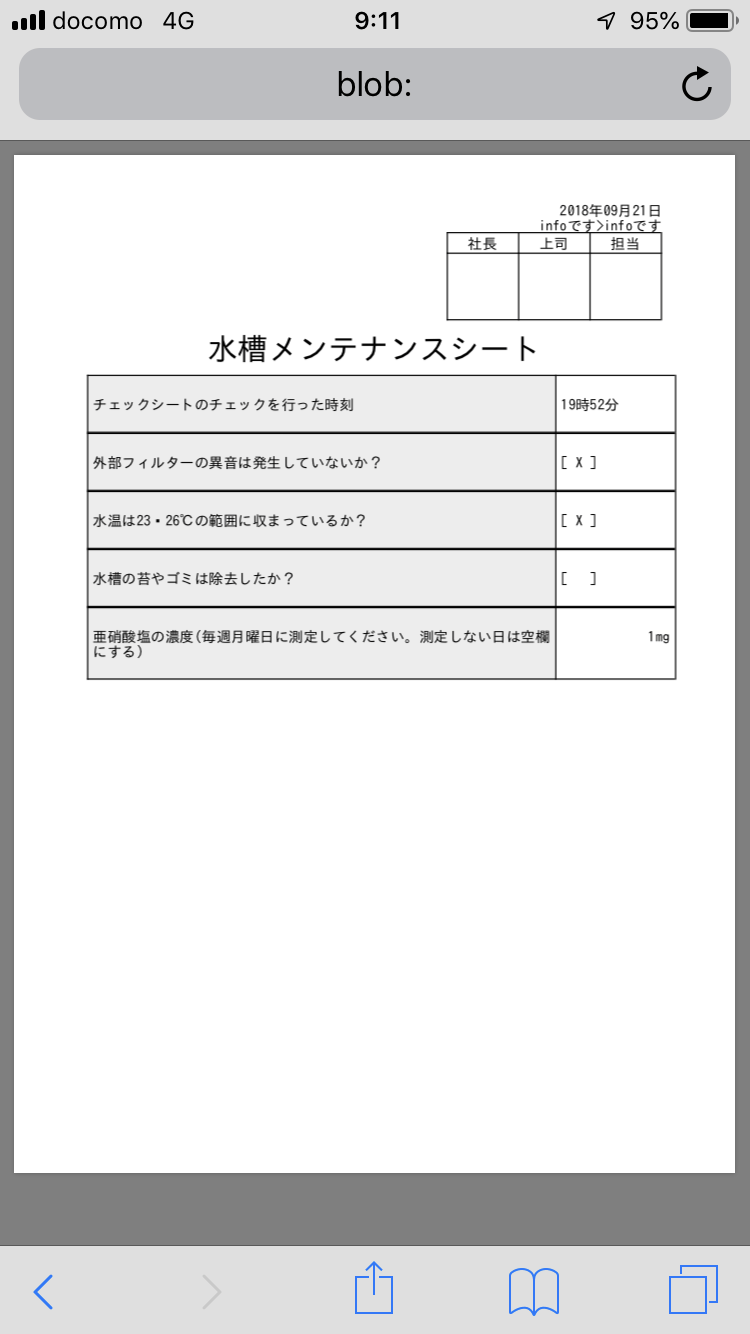 docomo 4G 9:11 95%
blob:
2018年09月21日
infoです>infoです
社長 上司 担当
水槽メンテナンスシート
チェックシートのチェックを行った時刻 19時52分
外部フィルターの異音は発生していないか？ [ X ]
水温は23・26℃の範囲に収まっているか？ [ X ]
水槽の苔やゴミは除去したか？ [ ]
亜硝酸塩の濃度(毎週月曜日に測定してください。測定しない日は空欄 1mg
にする)